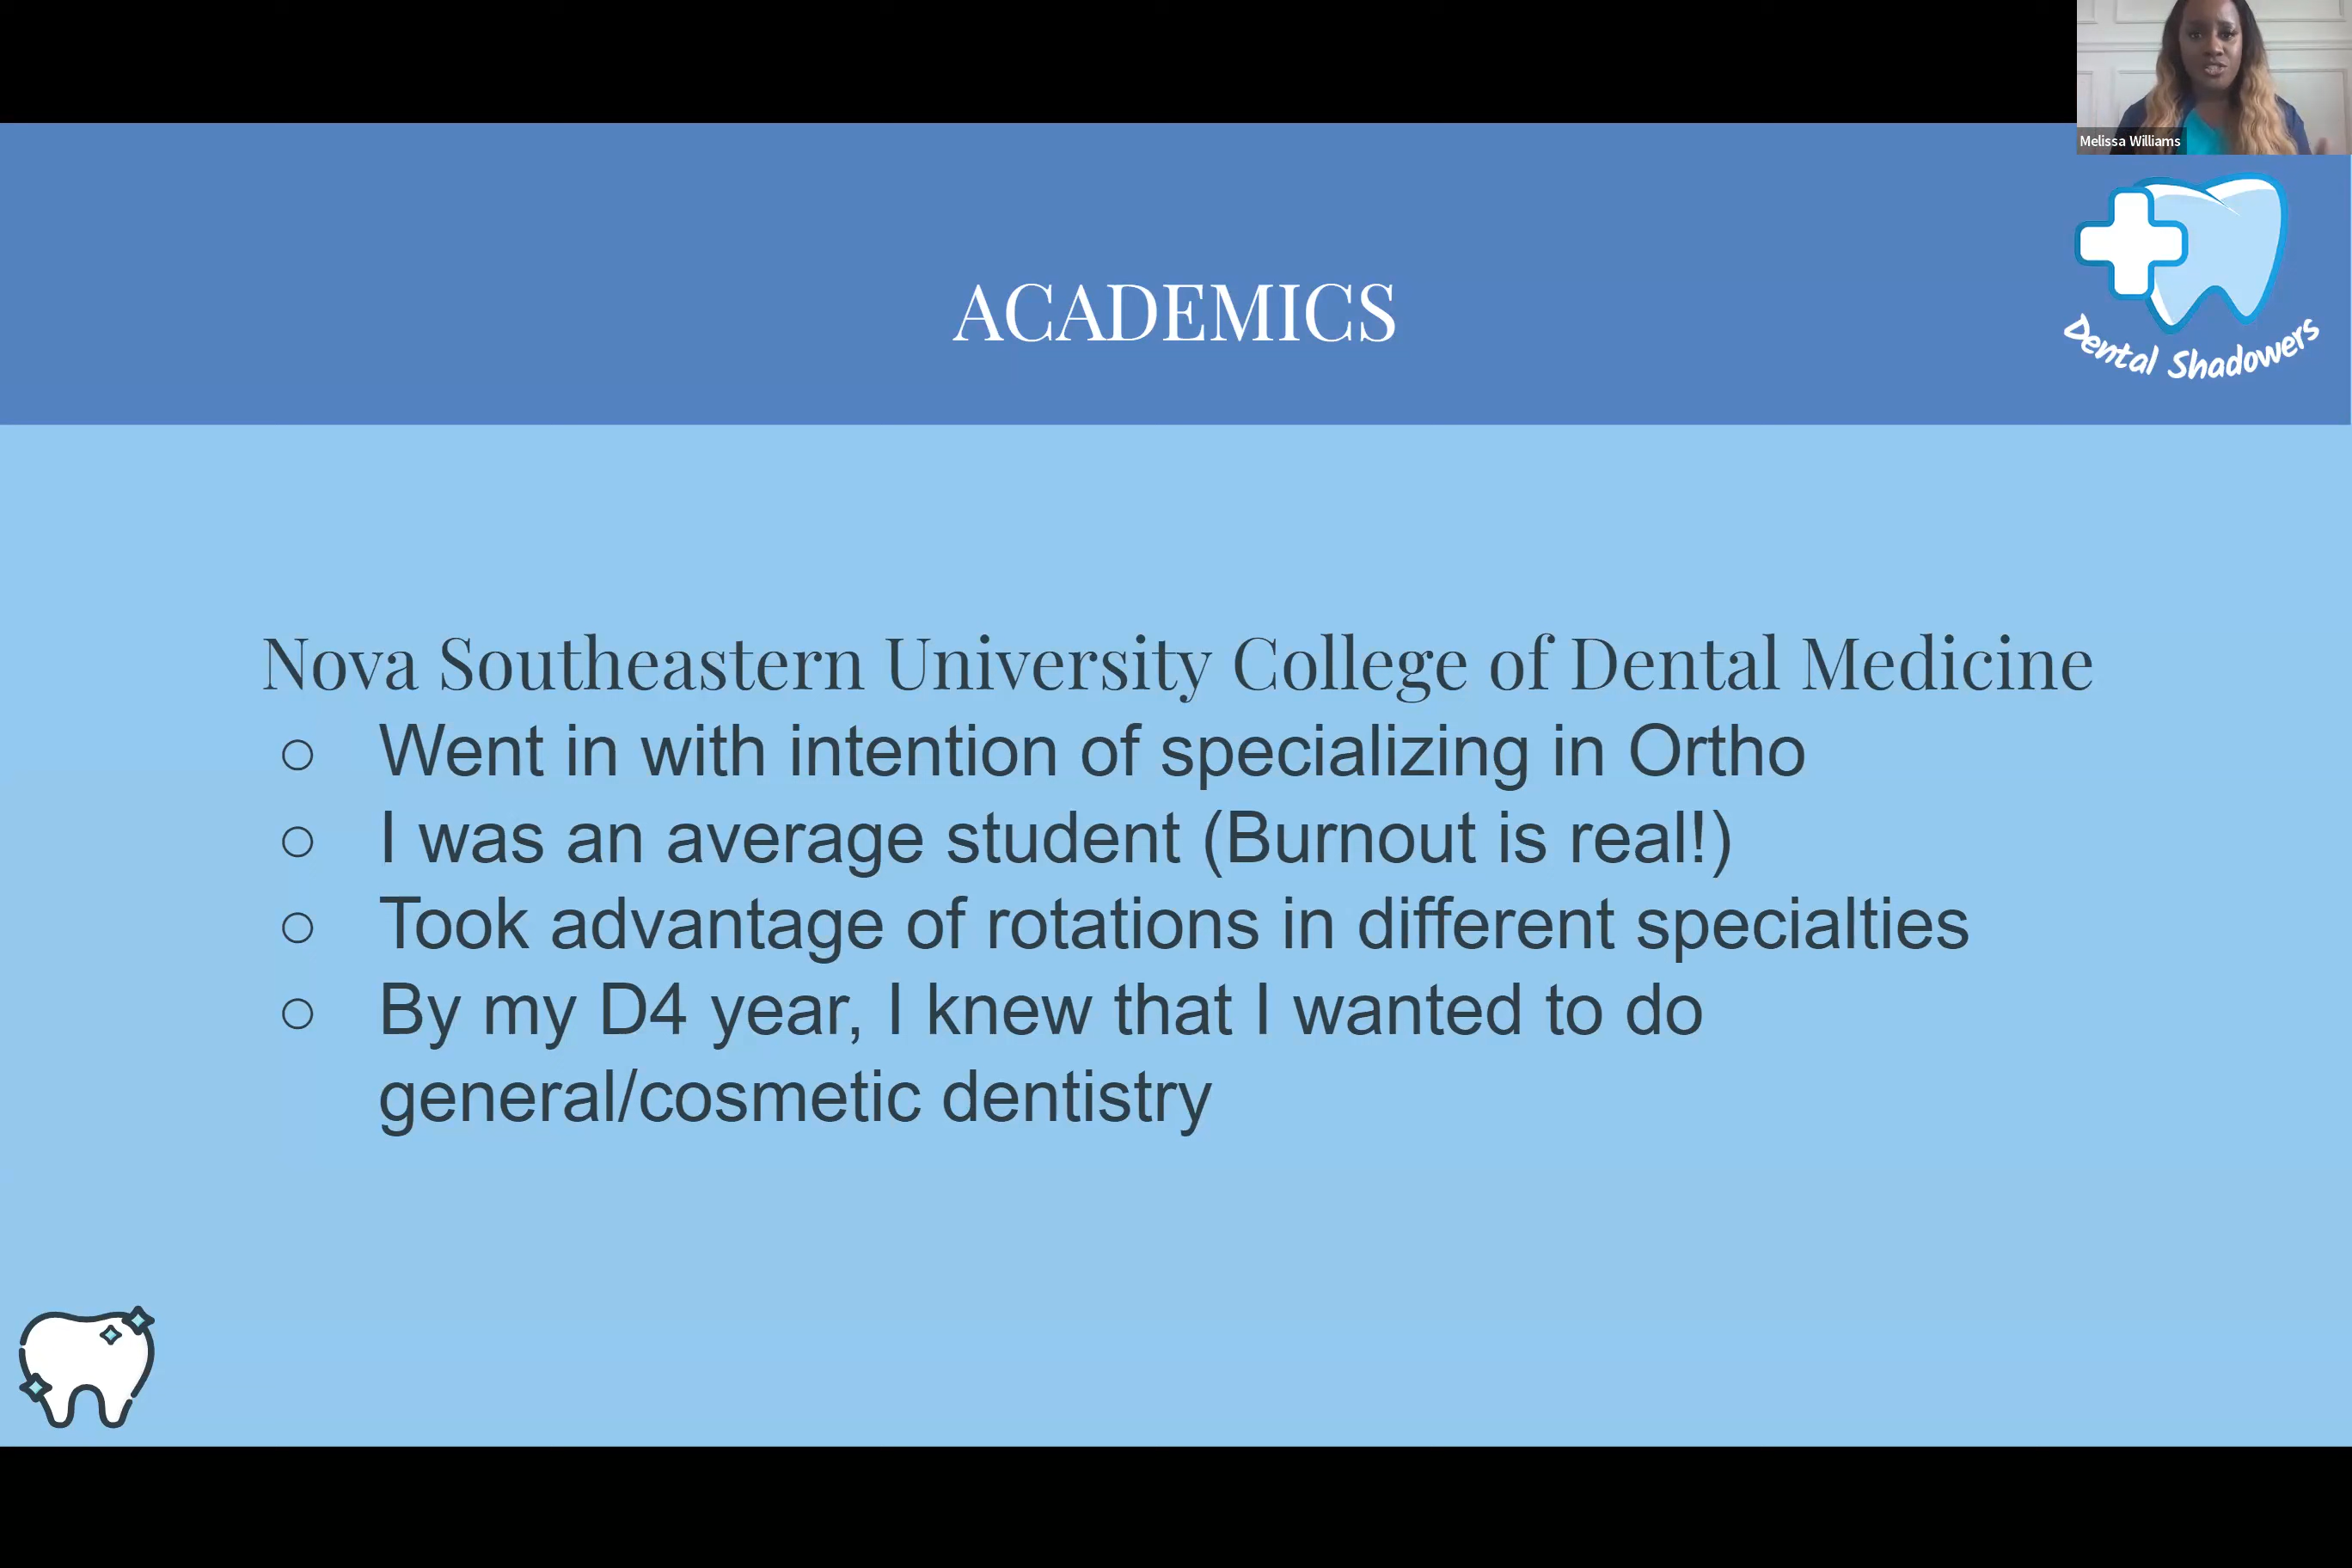 Melissa Williams
ACADEMICS
Dental Shadowers
Nova Southeastern University College of Dental Medicine
○ Went in with intention of specializing in Ortho
○ I was an average student (Burnout is real!)
○ Took advantage of rotations in different specialties
○ By my D4 year, I knew that I wanted to do
general/cosmetic dentistry